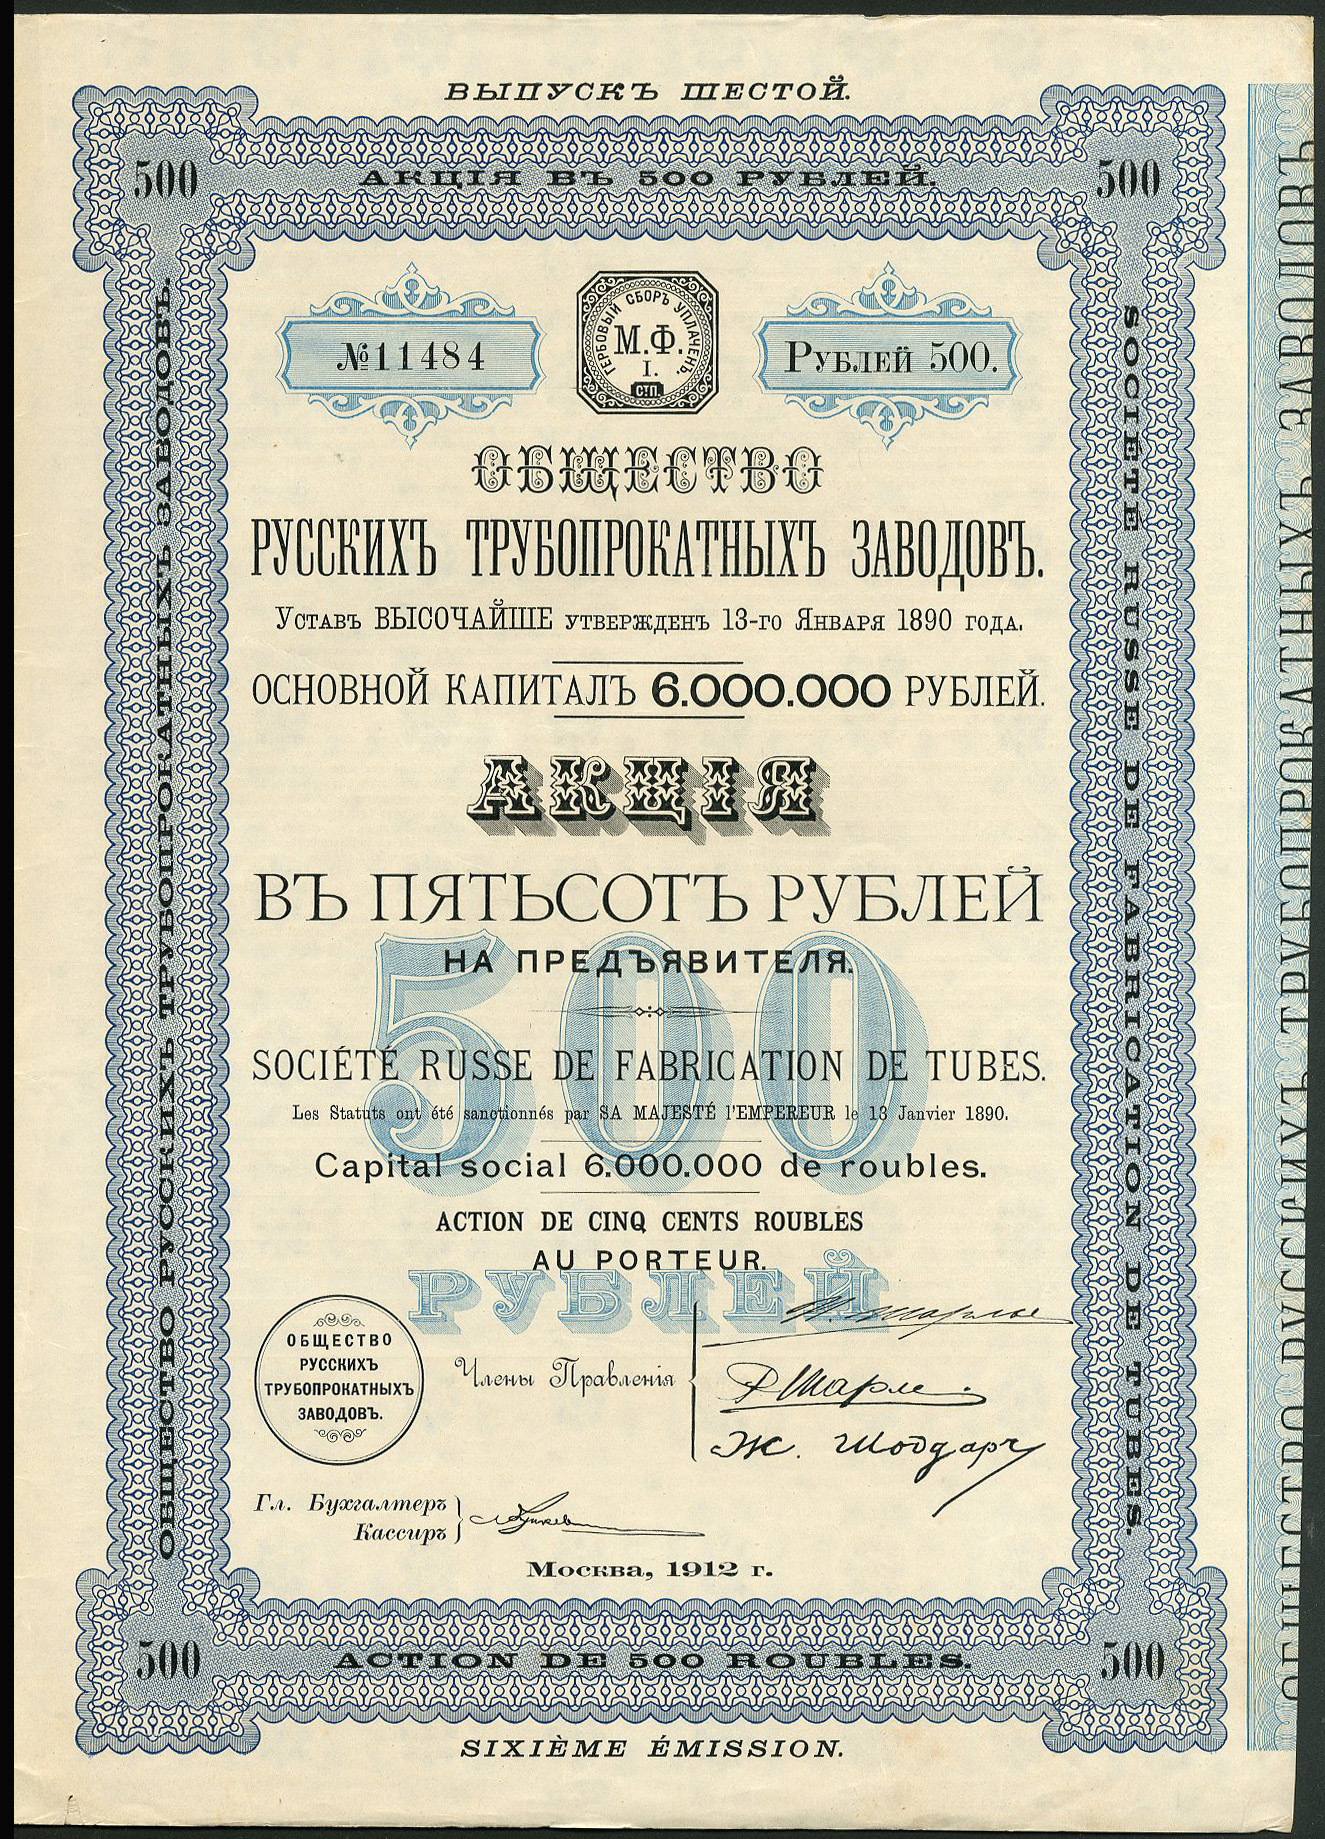 ВЫПУСКЪ ШЕСТОЙ.
500
АКЦІЯ ВЪ 500 РУБЛЕЙ.
500
ОБЩЕСТВО РУССКИХЪ ТРУБОПРОКАТНЫХЪ ЗАВОДОВЪ.
SOCIETE RUSSE DE FABRICATION DE TUBES.
ОБЩЕСТВО РУССКИХЪ ТРУБОПРОКАТНЫХЪ ЗАВОДОВЪ
№11484
ГЕРБОВЫЙ СБОРЪ УПЛАЧЕНЪ.
М.Ф.
I.
СТП.
Рублей 500.
ОБЩЕСТВО
РУССКИХЪ ТРУБОПРОКАТНЫХЪ ЗАВОДОВЪ.
Уставъ ВЫСОЧАЙШЕ утвержденъ 13-го Января 1890 года.
ОСНОВНОЙ КАПИТАЛЪ 6.000.000 РУБЛЕЙ.
АКЦІЯ
ВЪ ПЯТЬСОТЪ РУБЛЕЙ
НА ПРЕДЪЯВИТЕЛЯ.
500
SOCIÉTÉ RUSSE DE FABRICATION DE TUBES.
Les Statuts ont été sanctionnés par SA MAJESTÉ l'EMPEREUR le 13 Janvier 1890.
Capital social 6.000.000 de roubles.
ACTION DE CINQ CENTS ROUBLES
AU PORTEUR.
РУБЛЕЙ
ОБЩЕСТВО
РУССКИХЪ
ТРУБОПРОКАТНЫХЪ
ЗАВОДОВЪ.
Члены Правленія
Шарле
Ж. Шодаръ
Гл. Бухгалтеръ
Кассиръ
Москва, 1912 г.
500
ACTION DE 500 ROUBLES.
500
SIXIÈME ÉMISSION.